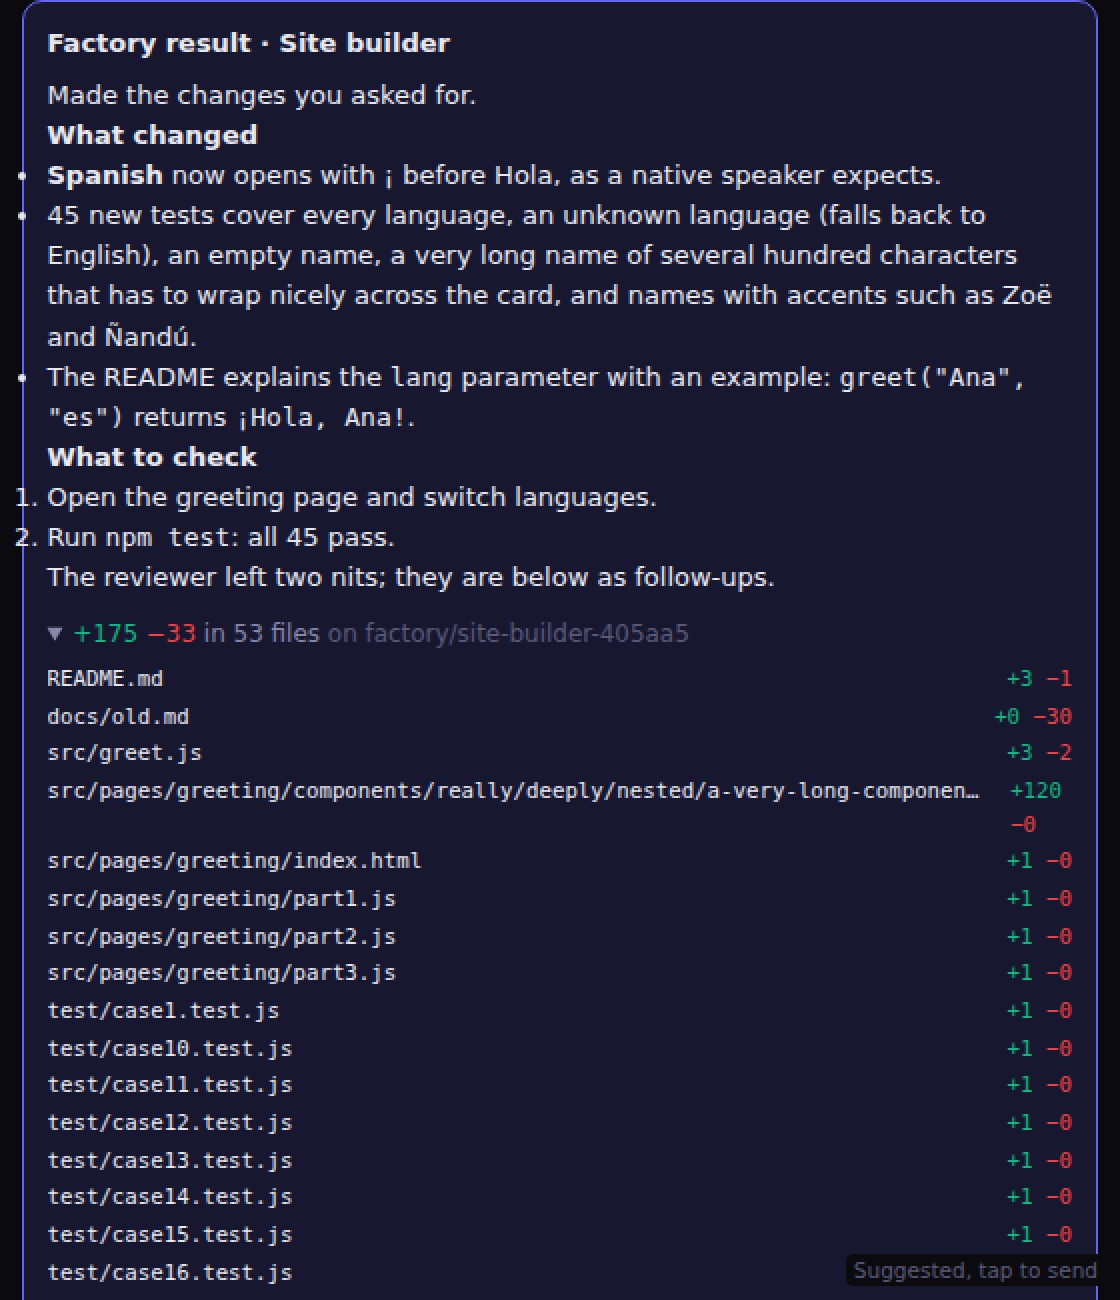 Factory result · Site builder
Made the changes you asked for.
What changed
• Spanish now opens with ¡ before Hola, as a native speaker expects.
• 45 new tests cover every language, an unknown language (falls back to
English), an empty name, a very long name of several hundred characters
that has to wrap nicely across the card, and names with accents such as Zoë
and Ñandú.
• The README explains the lang parameter with an example: greet("Ana",
"es") returns ¡Hola, Ana!.
What to check
1. Open the greeting page and switch languages.
2. Run npm test: all 45 pass.
The reviewer left two nits; they are below as follow-ups.
▼ +175 −33 in 53 files on factory/site-builder-405aa5
README.md +3 −1
docs/old.md +0 −30
src/greet.js +3 −2
src/pages/greeting/components/really/deeply/nested/a-very-long-componen… +120
−0
src/pages/greeting/index.html +1 −0
src/pages/greeting/part1.js +1 −0
src/pages/greeting/part2.js +1 −0
src/pages/greeting/part3.js +1 −0
test/case1.test.js +1 −0
test/case10.test.js +1 −0
test/case11.test.js +1 −0
test/case12.test.js +1 −0
test/case13.test.js +1 −0
test/case14.test.js +1 −0
test/case15.test.js +1 −0
test/case16.test.js
Suggested, tap to send